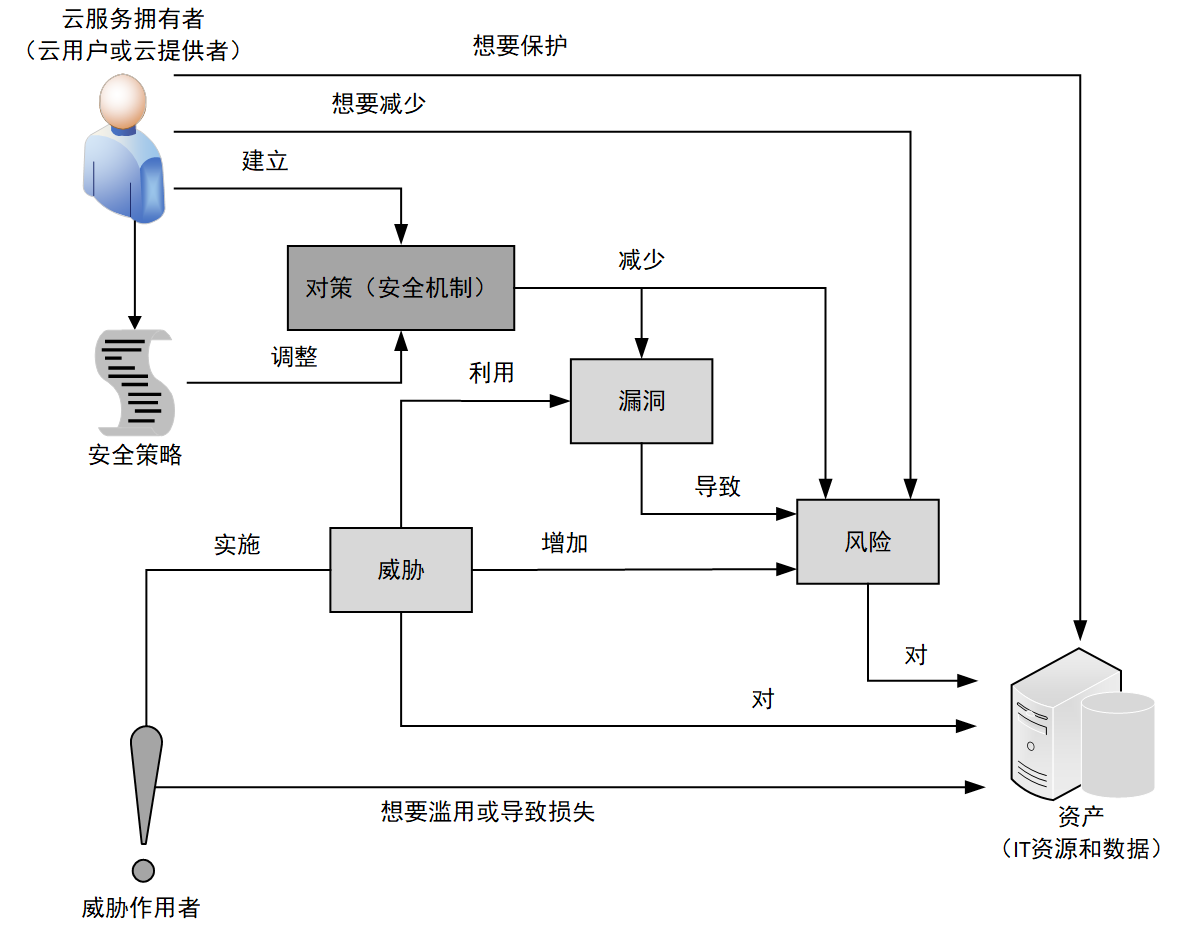 云服务拥有者
（云用户或云提供者）
想要保护
想要减少
建立
减少
对策（安全机制）
调整
利用
漏洞
安全策略
导致
实施
增加
风险
威胁
对
对
想要滥用或导致损失
资产
（IT资源和数据）
威胁作用者